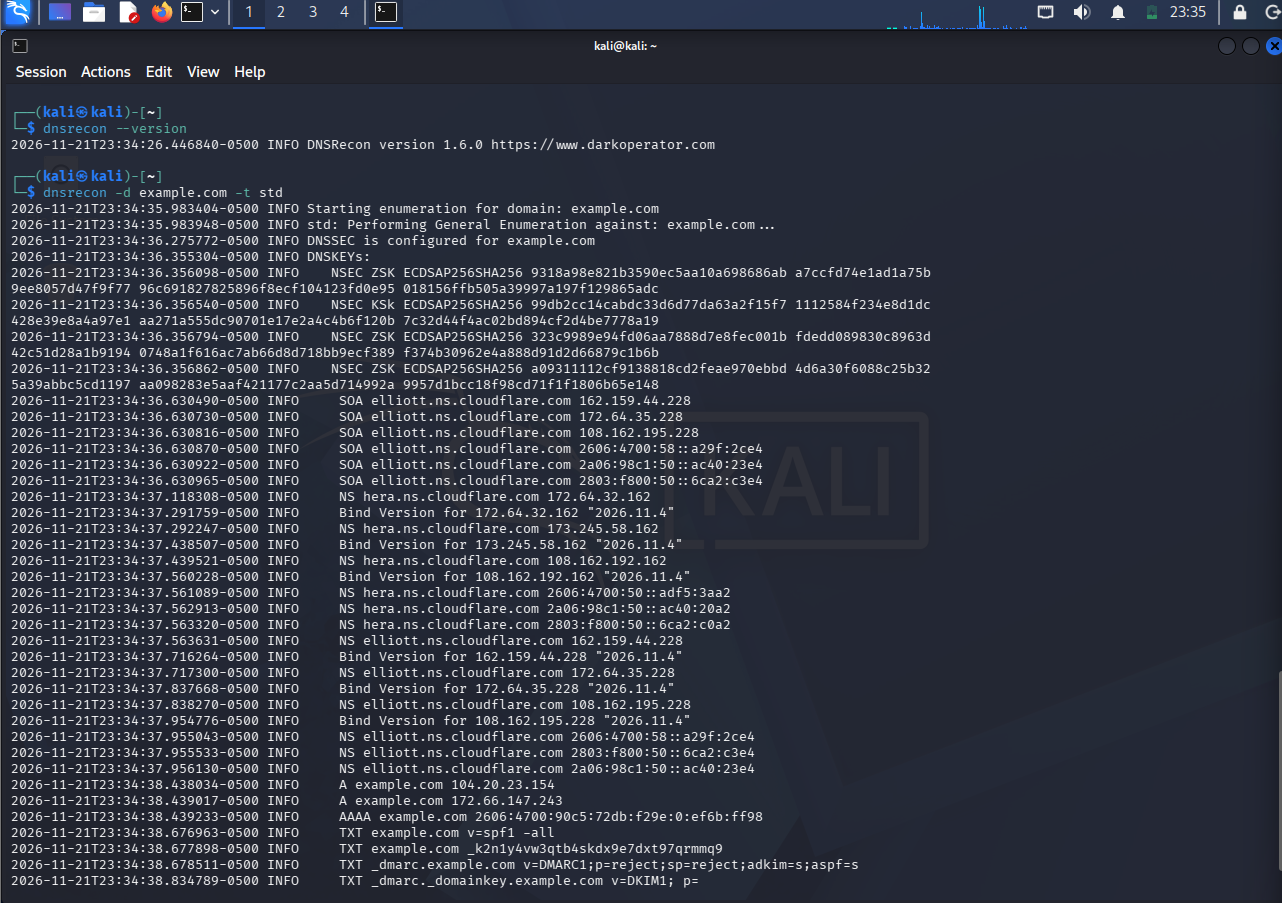 1 2 3 4 23:35
kali@kali: ~
Session Actions Edit View Help
┌──(kali㉿kali)-[~]
└─$ dnsrecon --version
2026-11-21T23:34:26.446840-0500 INFO DNSRecon version 1.6.0 https://www.darkoperator.com
┌──(kali㉿kali)-[~]
└─$ dnsrecon -d example.com -t std
2026-11-21T23:34:35.983404-0500 INFO Starting enumeration for domain: example.com
2026-11-21T23:34:35.983948-0500 INFO std: Performing General Enumeration against: example.com...
2026-11-21T23:34:36.275772-0500 INFO DNSSEC is configured for example.com
2026-11-21T23:34:36.355304-0500 INFO DNSKEYs:
2026-11-21T23:34:36.356098-0500 INFO NSEC ZSK ECDSAP256SHA256 9318a98e821b3590ec5aa10a698686ab a7ccfd74e1ad1a75b
9ee8057d47f9f77 96c691827825896f8ecf104123fd0e95 018156ffb505a39997a197f129865adc
2026-11-21T23:34:36.356540-0500 INFO NSEC KSk ECDSAP256SHA256 99db2cc14cabdc33d6d77da63a2f15f7 1112584f234e8d1dc
428e39e8a4a97e1 aa271a555dc90701e17e2a4c4b6f120b 7c32d44f4ac02bd894cf2d4be7778a19
2026-11-21T23:34:36.356794-0500 INFO NSEC ZSK ECDSAP256SHA256 323c9989e94fd06aa7888d7e8fec001b fdedd089830c8963d
42c51d28a1b9194 0748a1f616ac7ab66d8d718bb9ecf389 f374b30962e4a888d91d2d66879c1b6b
2026-11-21T23:34:36.356862-0500 INFO NSEC ZSK ECDSAP256SHA256 a09311112cf9138818cd2feae970ebbd 4d6a30f6088c25b32
5a39abbc5cd1197 aa098283e5aaf421177c2aa5d714992a 9957d1bcc18f98cd71f1f1806b65e148
2026-11-21T23:34:36.630490-0500 INFO SOA elliott.ns.cloudflare.com 162.159.44.228
2026-11-21T23:34:36.630730-0500 INFO SOA elliott.ns.cloudflare.com 172.64.35.228
2026-11-21T23:34:36.630816-0500 INFO SOA elliott.ns.cloudflare.com 108.162.195.228
2026-11-21T23:34:36.630870-0500 INFO SOA elliott.ns.cloudflare.com 2606:4700:58::a29f:2ce4
2026-11-21T23:34:36.630922-0500 INFO SOA elliott.ns.cloudflare.com 2a06:98c1:50::ac40:23e4
2026-11-21T23:34:36.630965-0500 INFO SOA elliott.ns.cloudflare.com 2803:f800:50::6ca2:c3e4
2026-11-21T23:34:37.118308-0500 INFO NS hera.ns.cloudflare.com 172.64.32.162
2026-11-21T23:34:37.291759-0500 INFO Bind Version for 172.64.32.162 "2026.11.4"
2026-11-21T23:34:37.292247-0500 INFO NS hera.ns.cloudflare.com 173.245.58.162
2026-11-21T23:34:37.438507-0500 INFO Bind Version for 173.245.58.162 "2026.11.4"
2026-11-21T23:34:37.439521-0500 INFO NS hera.ns.cloudflare.com 108.162.192.162
2026-11-21T23:34:37.560228-0500 INFO Bind Version for 108.162.192.162 "2026.11.4"
2026-11-21T23:34:37.561089-0500 INFO NS hera.ns.cloudflare.com 2606:4700:50::adf5:3aa2
2026-11-21T23:34:37.562913-0500 INFO NS hera.ns.cloudflare.com 2a06:98c1:50::ac40:20a2
2026-11-21T23:34:37.563320-0500 INFO NS hera.ns.cloudflare.com 2803:f800:50::6ca2:c0a2
2026-11-21T23:34:37.563631-0500 INFO NS elliott.ns.cloudflare.com 162.159.44.228
2026-11-21T23:34:37.716264-0500 INFO Bind Version for 162.159.44.228 "2026.11.4"
2026-11-21T23:34:37.717300-0500 INFO NS elliott.ns.cloudflare.com 172.64.35.228
2026-11-21T23:34:37.837668-0500 INFO Bind Version for 172.64.35.228 "2026.11.4"
2026-11-21T23:34:37.838270-0500 INFO NS elliott.ns.cloudflare.com 108.162.195.228
2026-11-21T23:34:37.954776-0500 INFO Bind Version for 108.162.195.228 "2026.11.4"
2026-11-21T23:34:37.955043-0500 INFO NS elliott.ns.cloudflare.com 2606:4700:58::a29f:2ce4
2026-11-21T23:34:37.955533-0500 INFO NS elliott.ns.cloudflare.com 2803:f800:50::6ca2:c3e4
2026-11-21T23:34:37.956130-0500 INFO NS elliott.ns.cloudflare.com 2a06:98c1:50::ac40:23e4
2026-11-21T23:34:38.438034-0500 INFO A example.com 104.20.23.154
2026-11-21T23:34:38.439017-0500 INFO A example.com 172.66.147.243
2026-11-21T23:34:38.439233-0500 INFO AAAA example.com 2606:4700:90c5:72db:f29e:0:ef6b:ff98
2026-11-21T23:34:38.676963-0500 INFO TXT example.com v=spf1 -all
2026-11-21T23:34:38.677898-0500 INFO TXT example.com _k2n1y4vw3qtb4skdx9e7dxt97qrmmq9
2026-11-21T23:34:38.678511-0500 INFO TXT _dmarc.example.com v=DMARC1;p=reject;sp=reject;adkim=s;aspf=s
2026-11-21T23:34:38.834789-0500 INFO TXT _dmarc._domainkey.example.com v=DKIM1; p=
KALI